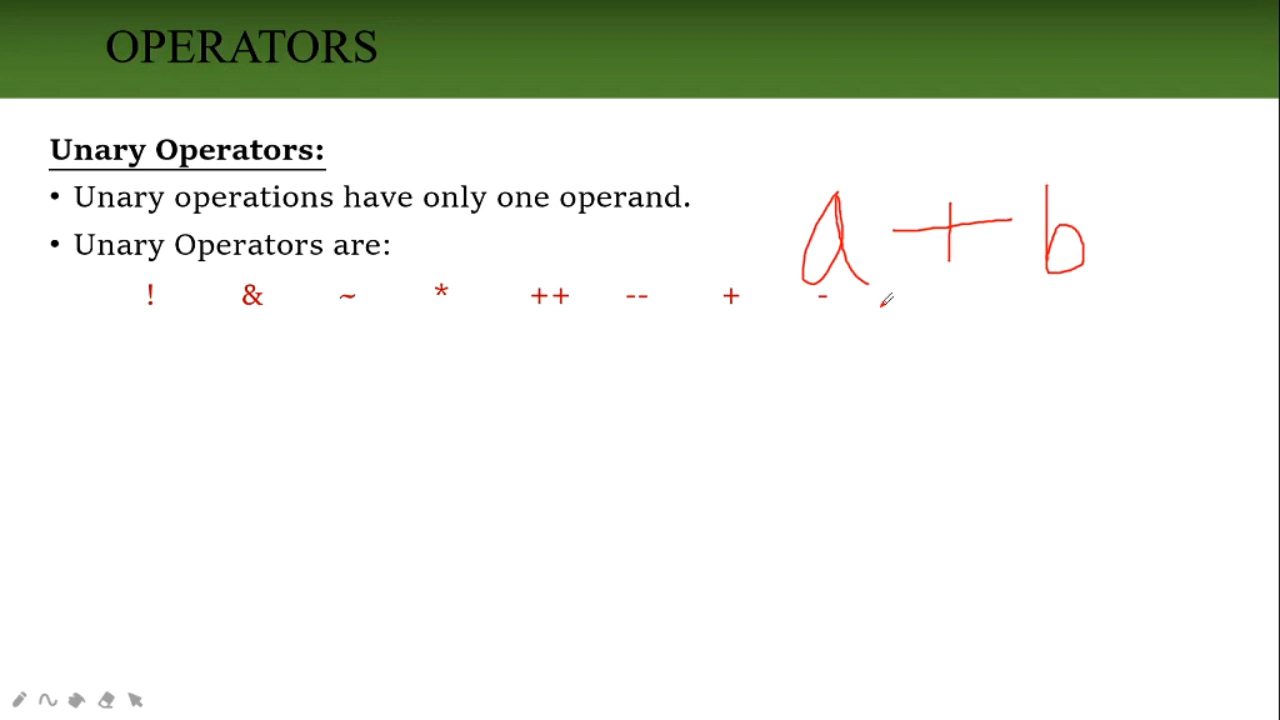 OPERATORS
Unary Operators:
• Unary operations have only one operand.
a + b
• Unary Operators are:
! & ~ * ++ -- + -